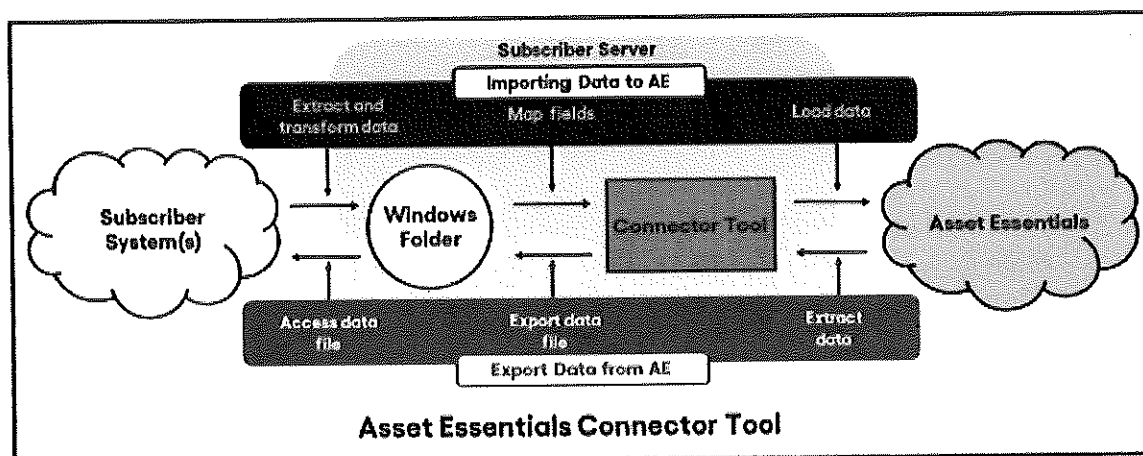 Subscriber Server
Importing Data to AE
Extract and
transform data
Map fields
Load data
Subscriber
System(s)
Windows
Folder
Connector Tool
Asset Essentials
Access data
file
Export data
file
Extract
data
Export Data from AE
Asset Essentials Connector Tool